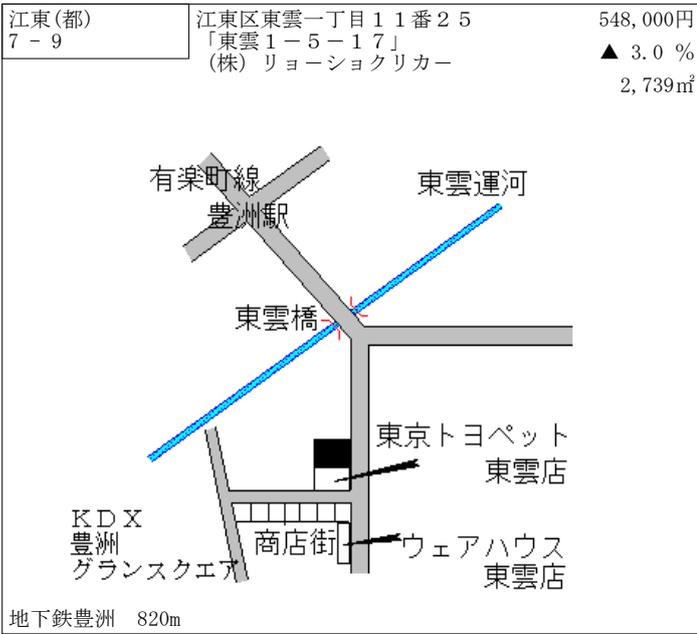 江東(都)
7 - 9
江東区東雲一丁目１１番２５
「東雲１－５－１７」
(株) リョーショクリカー
548,000円
▲ 3.0 %
2,739㎡
有楽町線
豊洲駅
東雲運河
東雲橋
東京トヨペット
東雲店
ＫＤＸ
豊洲
グランスクエア
商店街
ウェアハウス
東雲店
地下鉄豊洲　820m